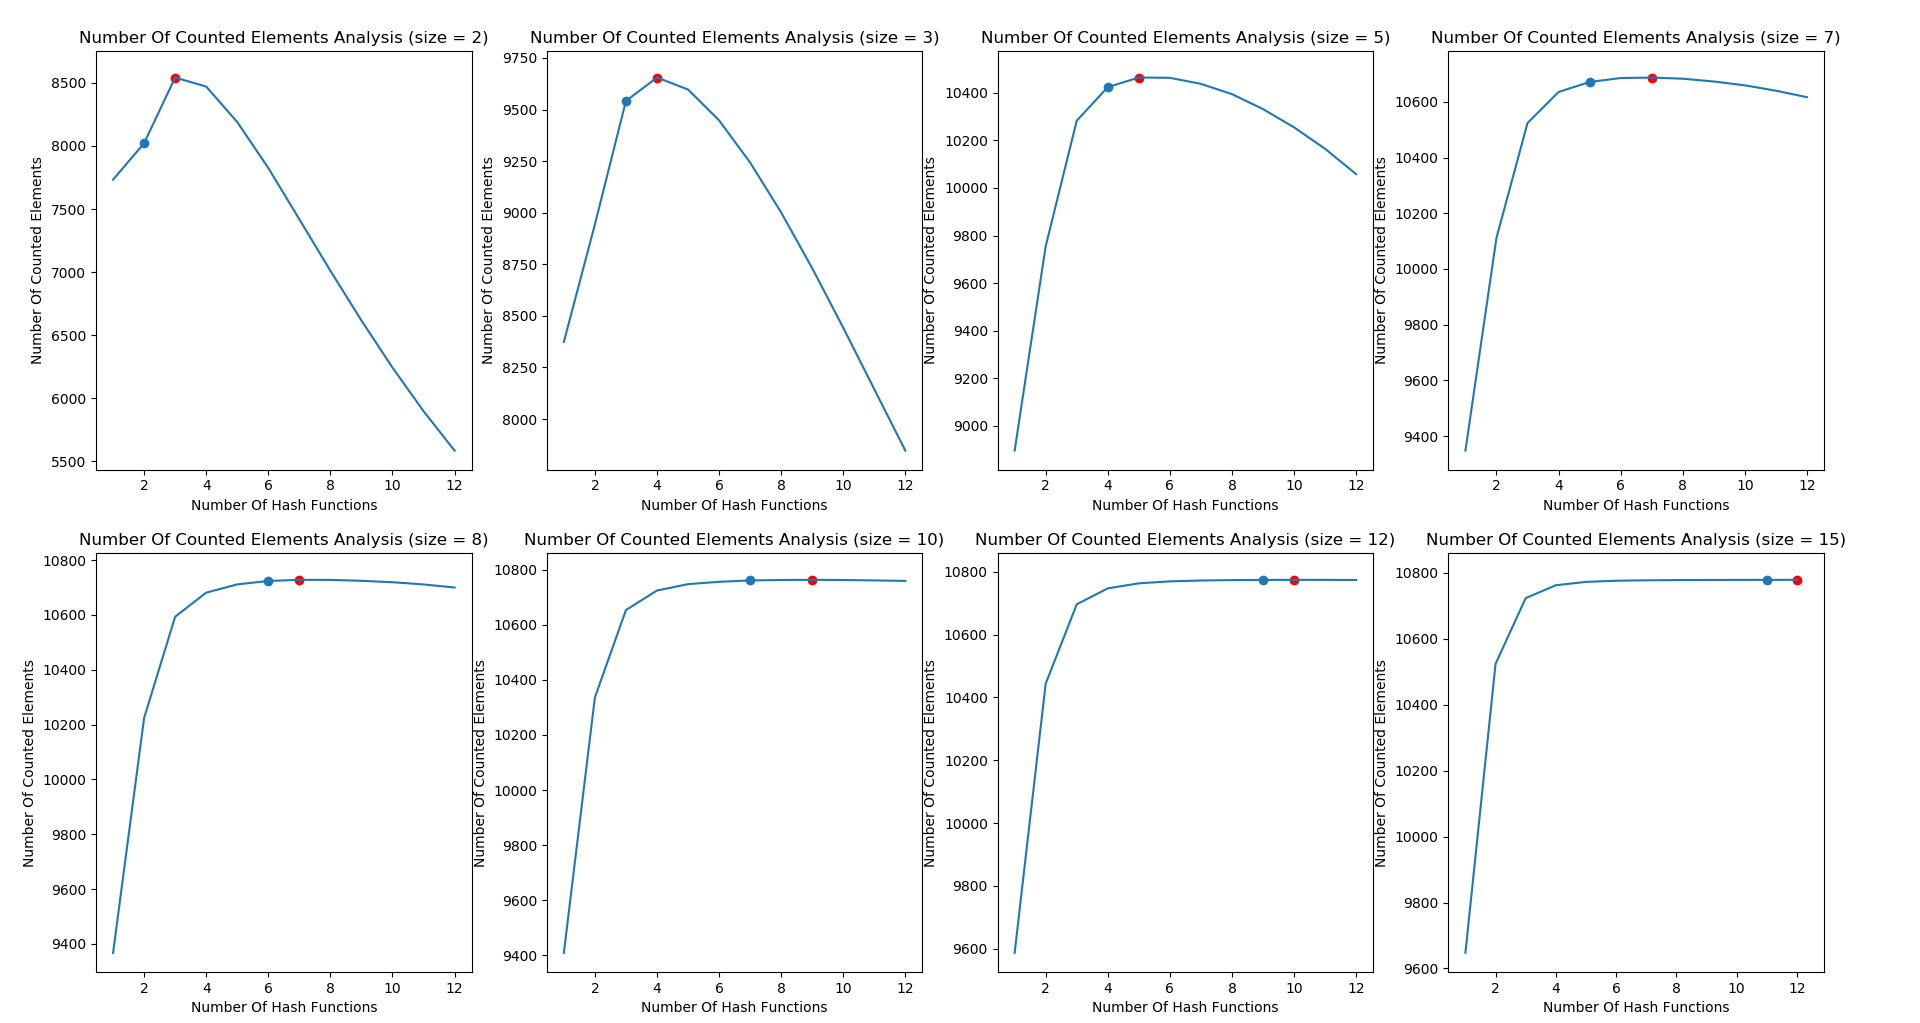 Number Of Counted Elements Analysis (size = 2)
8500
8000
7500
7000
6500
6000
5500
Number Of Counted Elements
2 4 6 8 10 12
Number Of Hash Functions
Number Of Counted Elements Analysis (size = 3)
9750
9500
9250
9000
8750
8500
8250
8000
Number Of Counted Elements
2 4 6 8 10 12
Number Of Hash Functions
Number Of Counted Elements Analysis (size = 5)
10400
10200
10000
9800
9600
9400
9200
9000
Number Of Counted Elements
2 4 6 8 10 12
Number Of Hash Functions
Number Of Counted Elements Analysis (size = 7)
10600
10400
10200
10000
9800
9600
9400
Number Of Counted Elements
2 4 6 8 10 12
Number Of Hash Functions
Number Of Counted Elements Analysis (size = 8)
10800
10600
10400
10200
10000
9800
9600
9400
Number Of Counted Elements
2 4 6 8 10 12
Number Of Hash Functions
Number Of Counted Elements Analysis (size = 10)
10800
10600
10400
10200
10000
9800
9600
9400
Number Of Counted Elements
2 4 6 8 10 12
Number Of Hash Functions
Number Of Counted Elements Analysis (size = 12)
10800
10600
10400
10200
10000
9800
9600
Number Of Counted Elements
2 4 6 8 10 12
Number Of Hash Functions
Number Of Counted Elements Analysis (size = 15)
10800
10600
10400
10200
10000
9800
9600
Number Of Counted Elements
2 4 6 8 10 12
Number Of Hash Functions